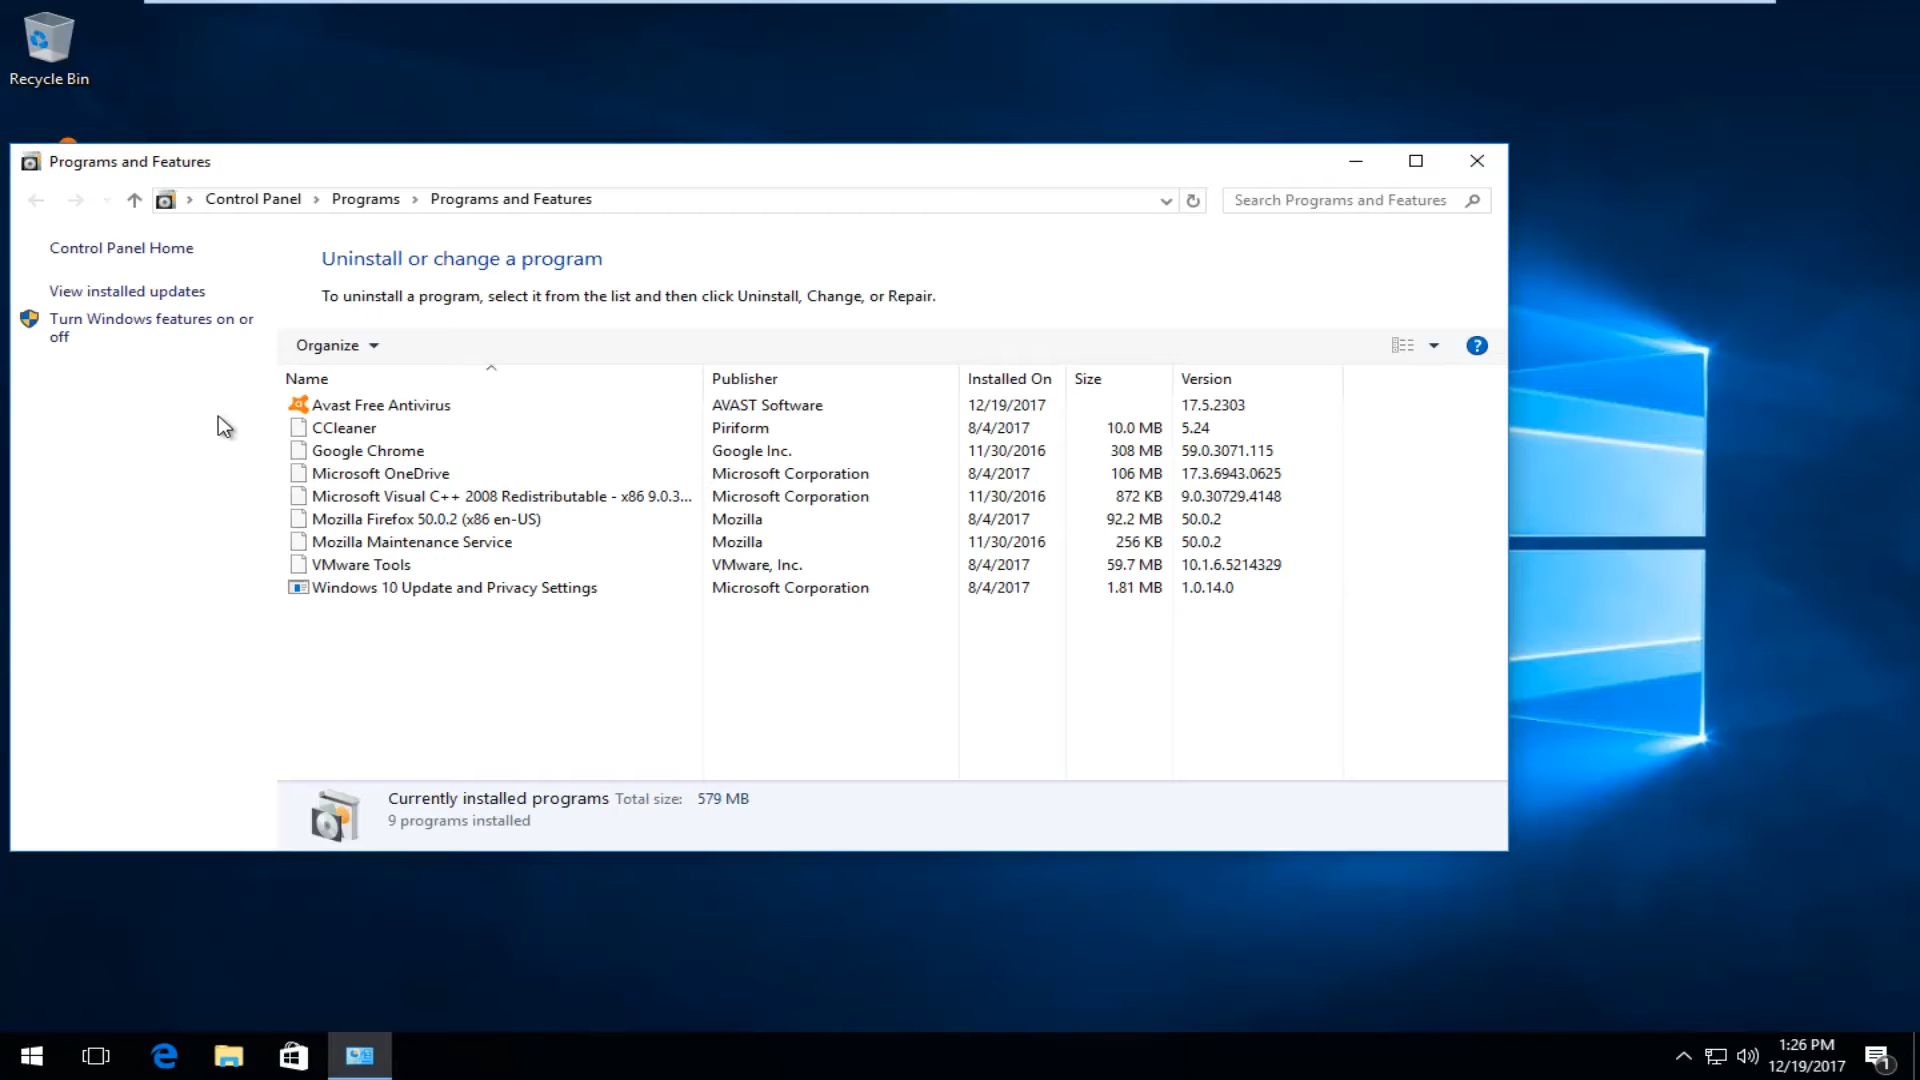 Recycle Bin
Programs and Features
Control Panel > Programs > Programs and Features
Search Programs and Features
Control Panel Home
View installed updates
Turn Windows features on or
off
Uninstall or change a program
To uninstall a program, select it from the list and then click Uninstall, Change, or Repair.
Organize
?
Name Publisher Installed On Size Version
Avast Free Antivirus AVAST Software 12/19/2017 17.5.2303
CCleaner Piriform 8/4/2017 10.0 MB 5.24
Google Chrome Google Inc. 11/30/2016 308 MB 59.0.3071.115
Microsoft OneDrive Microsoft Corporation 8/4/2017 106 MB 17.3.6943.0625
Microsoft Visual C++ 2008 Redistributable - x86 9.0.3... Microsoft Corporation 11/30/2016 872 KB 9.0.30729.4148
Mozilla Firefox 50.0.2 (x86 en-US) Mozilla 8/4/2017 92.2 MB 50.0.2
Mozilla Maintenance Service Mozilla 11/30/2016 256 KB 50.0.2
VMware Tools VMware, Inc. 8/4/2017 59.7 MB 10.1.6.5214329
Windows 10 Update and Privacy Settings Microsoft Corporation 8/4/2017 1.81 MB 1.0.14.0
Currently installed programs Total size: 579 MB
9 programs installed
1:26 PM
12/19/2017
1